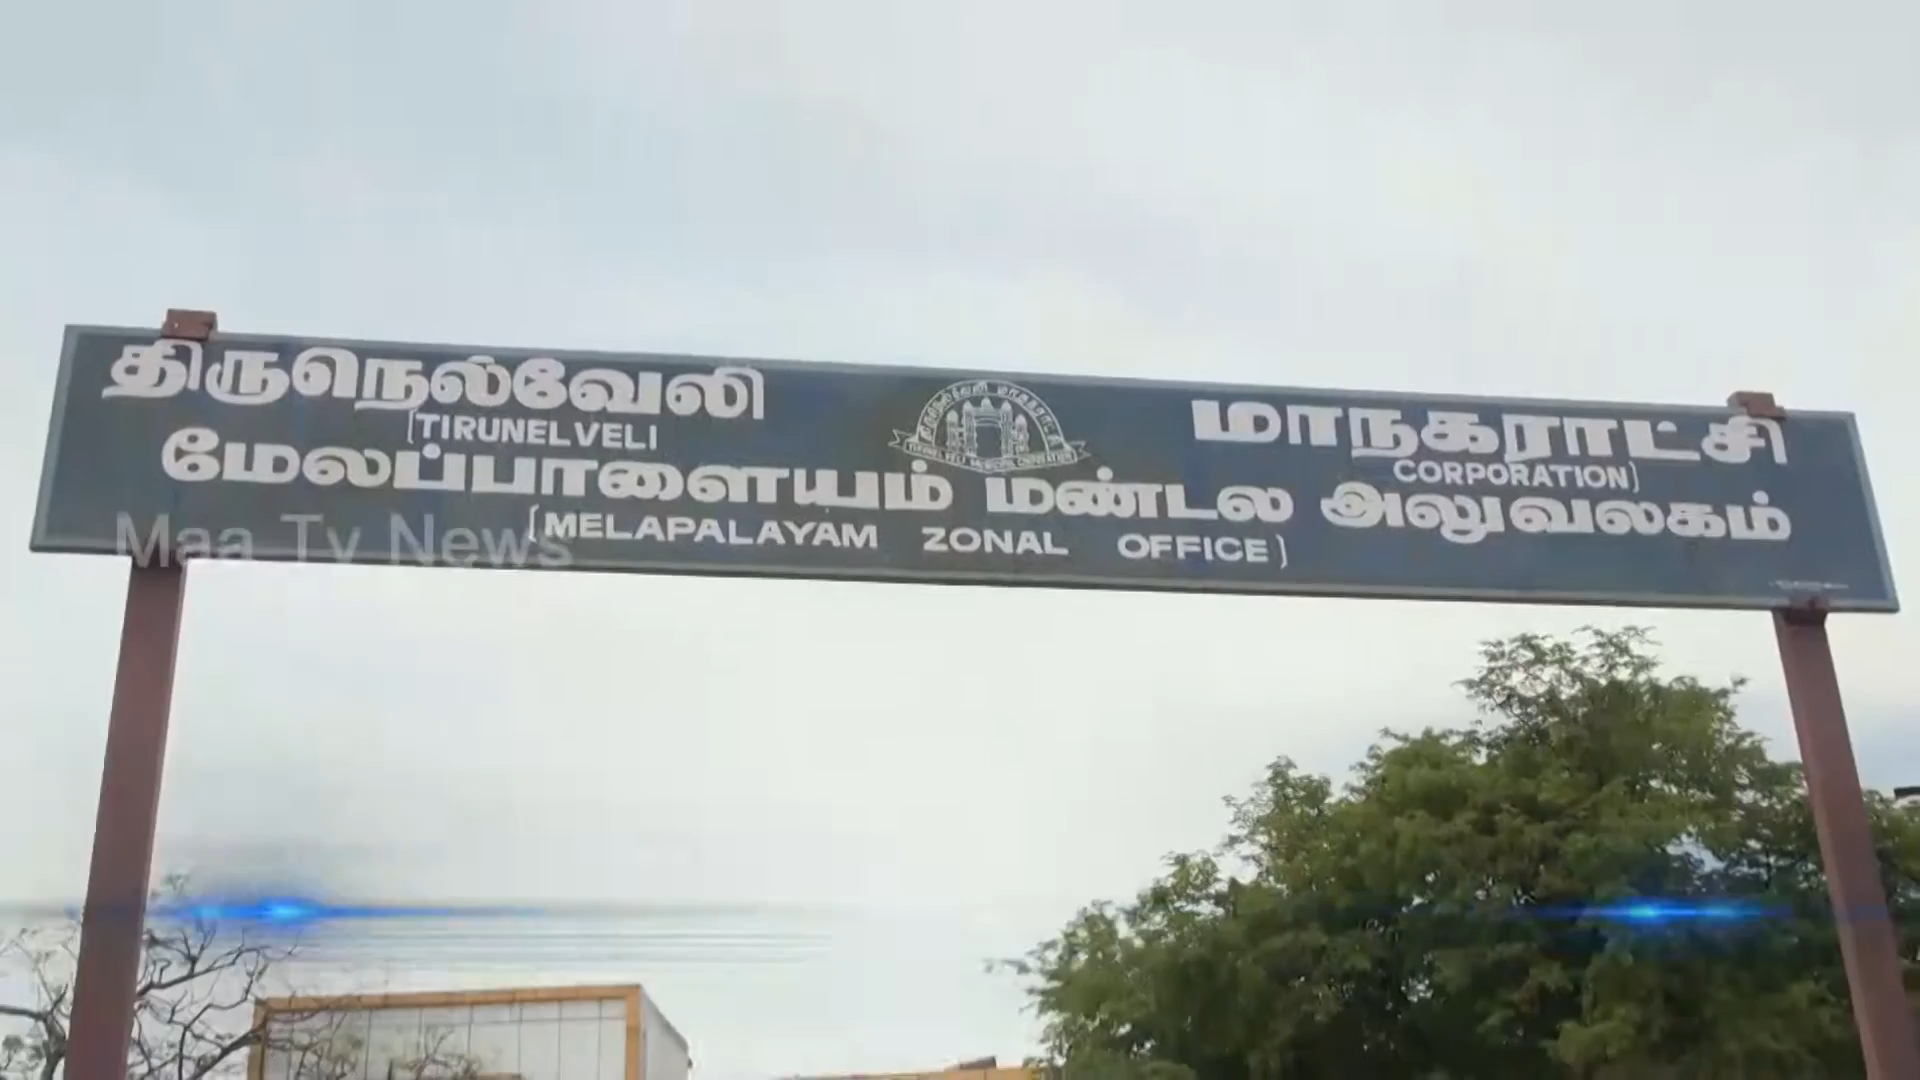 திருநெல்வேலி மாநகராட்சி
(TIRUNELVELI CORPORATION)
மேலப்பாளையம் மண்டல அலுவலகம்
(MELAPALAYAM ZONAL OFFICE)
Maa Tv News